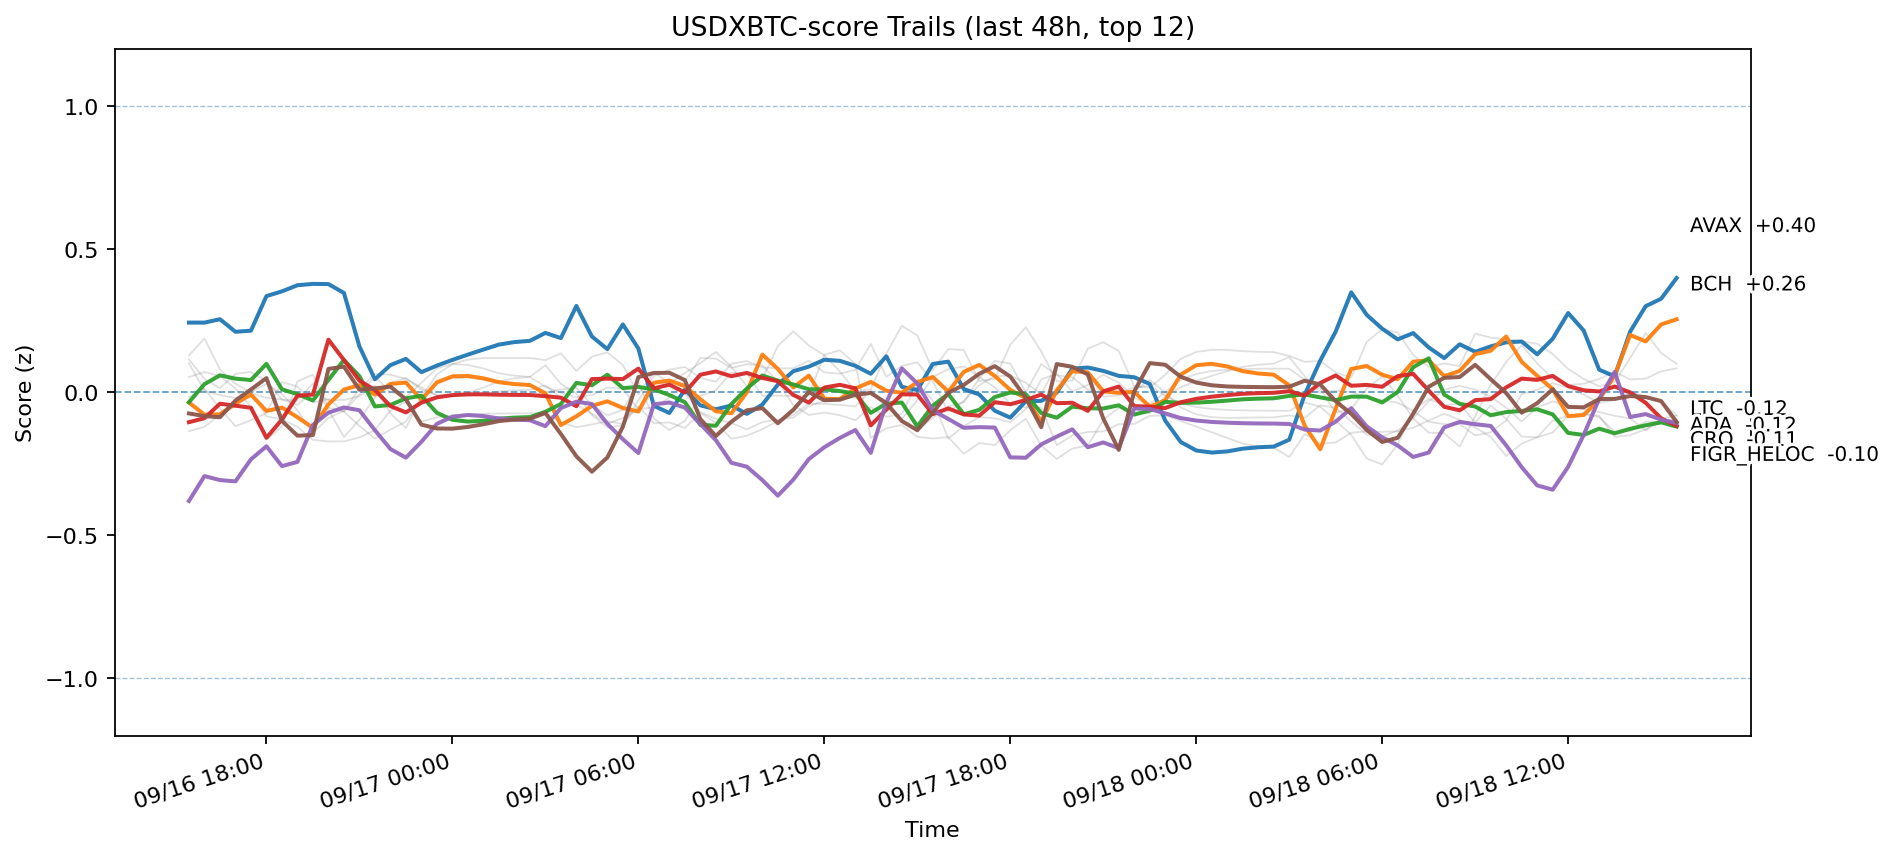 USDXBTC-score Trails (last 48h, top 12)
Score (z)
1.0
0.5
0.0
−0.5
−1.0
AVAX +0.40
BCH +0.26
LTC -0.12
ADA -0.12
CRO -0.11
FIGR_HELOC -0.10
09/16 18:00
09/17 00:00
09/17 06:00
09/17 12:00
09/17 18:00
09/18 00:00
09/18 06:00
09/18 12:00
Time